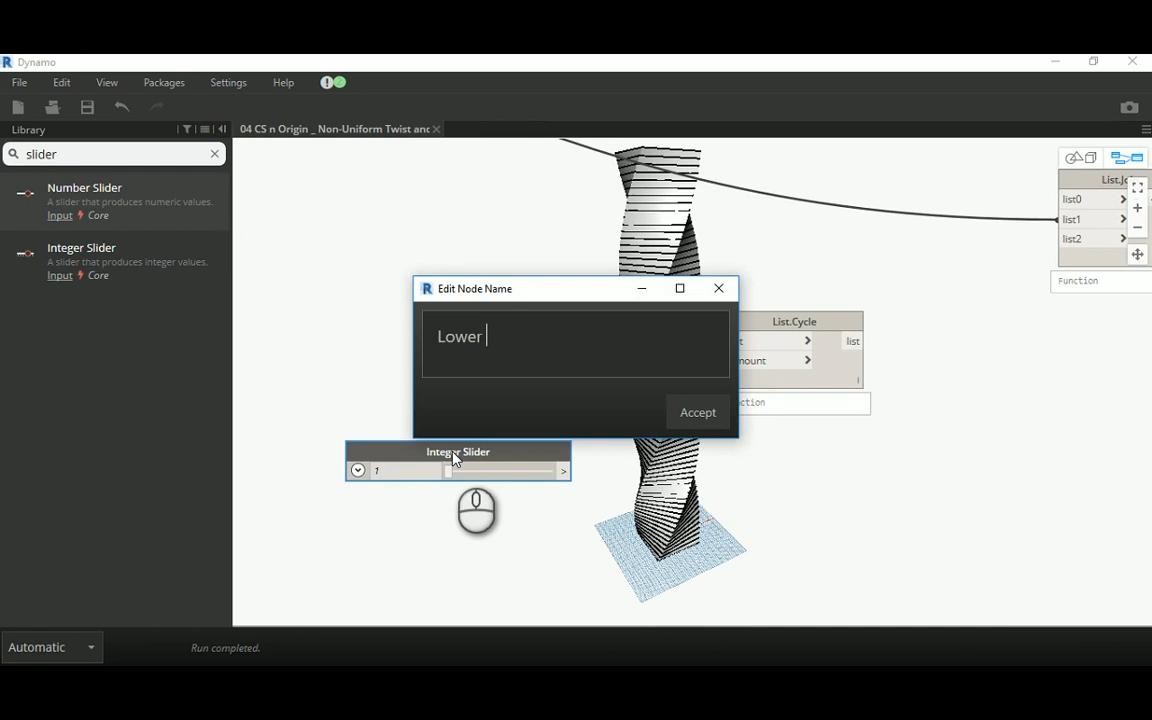 Dynamo
File Edit View Packages Settings Help
Library
04 CS n Origin _ Non-Uniform Twist and
slider
Number Slider
A slider that produces numeric values.
Input Core
Integer Slider
A slider that produces integer values.
Input Core
list0
list1
list2
Function
Edit Node Name
Lower
Accept
List.Cycle
list
Integer Slider
1
Automatic
Run completed.